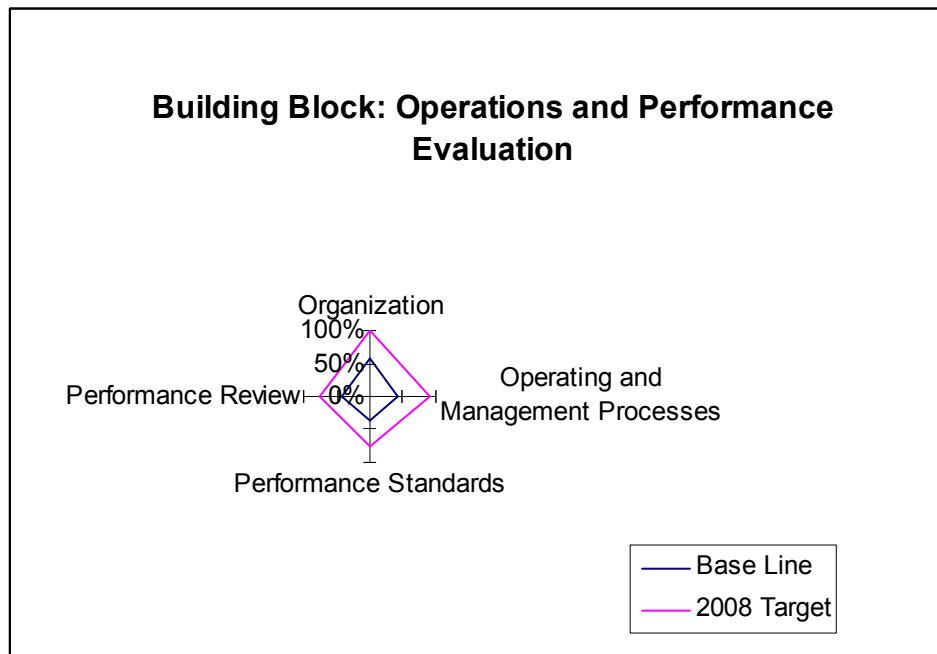 Building Block: Operations and Performance
Evaluation
Organization
100%
50%
0%
Performance Review
Operating and
Management Processes
Performance Standards
Base Line
2008 Target